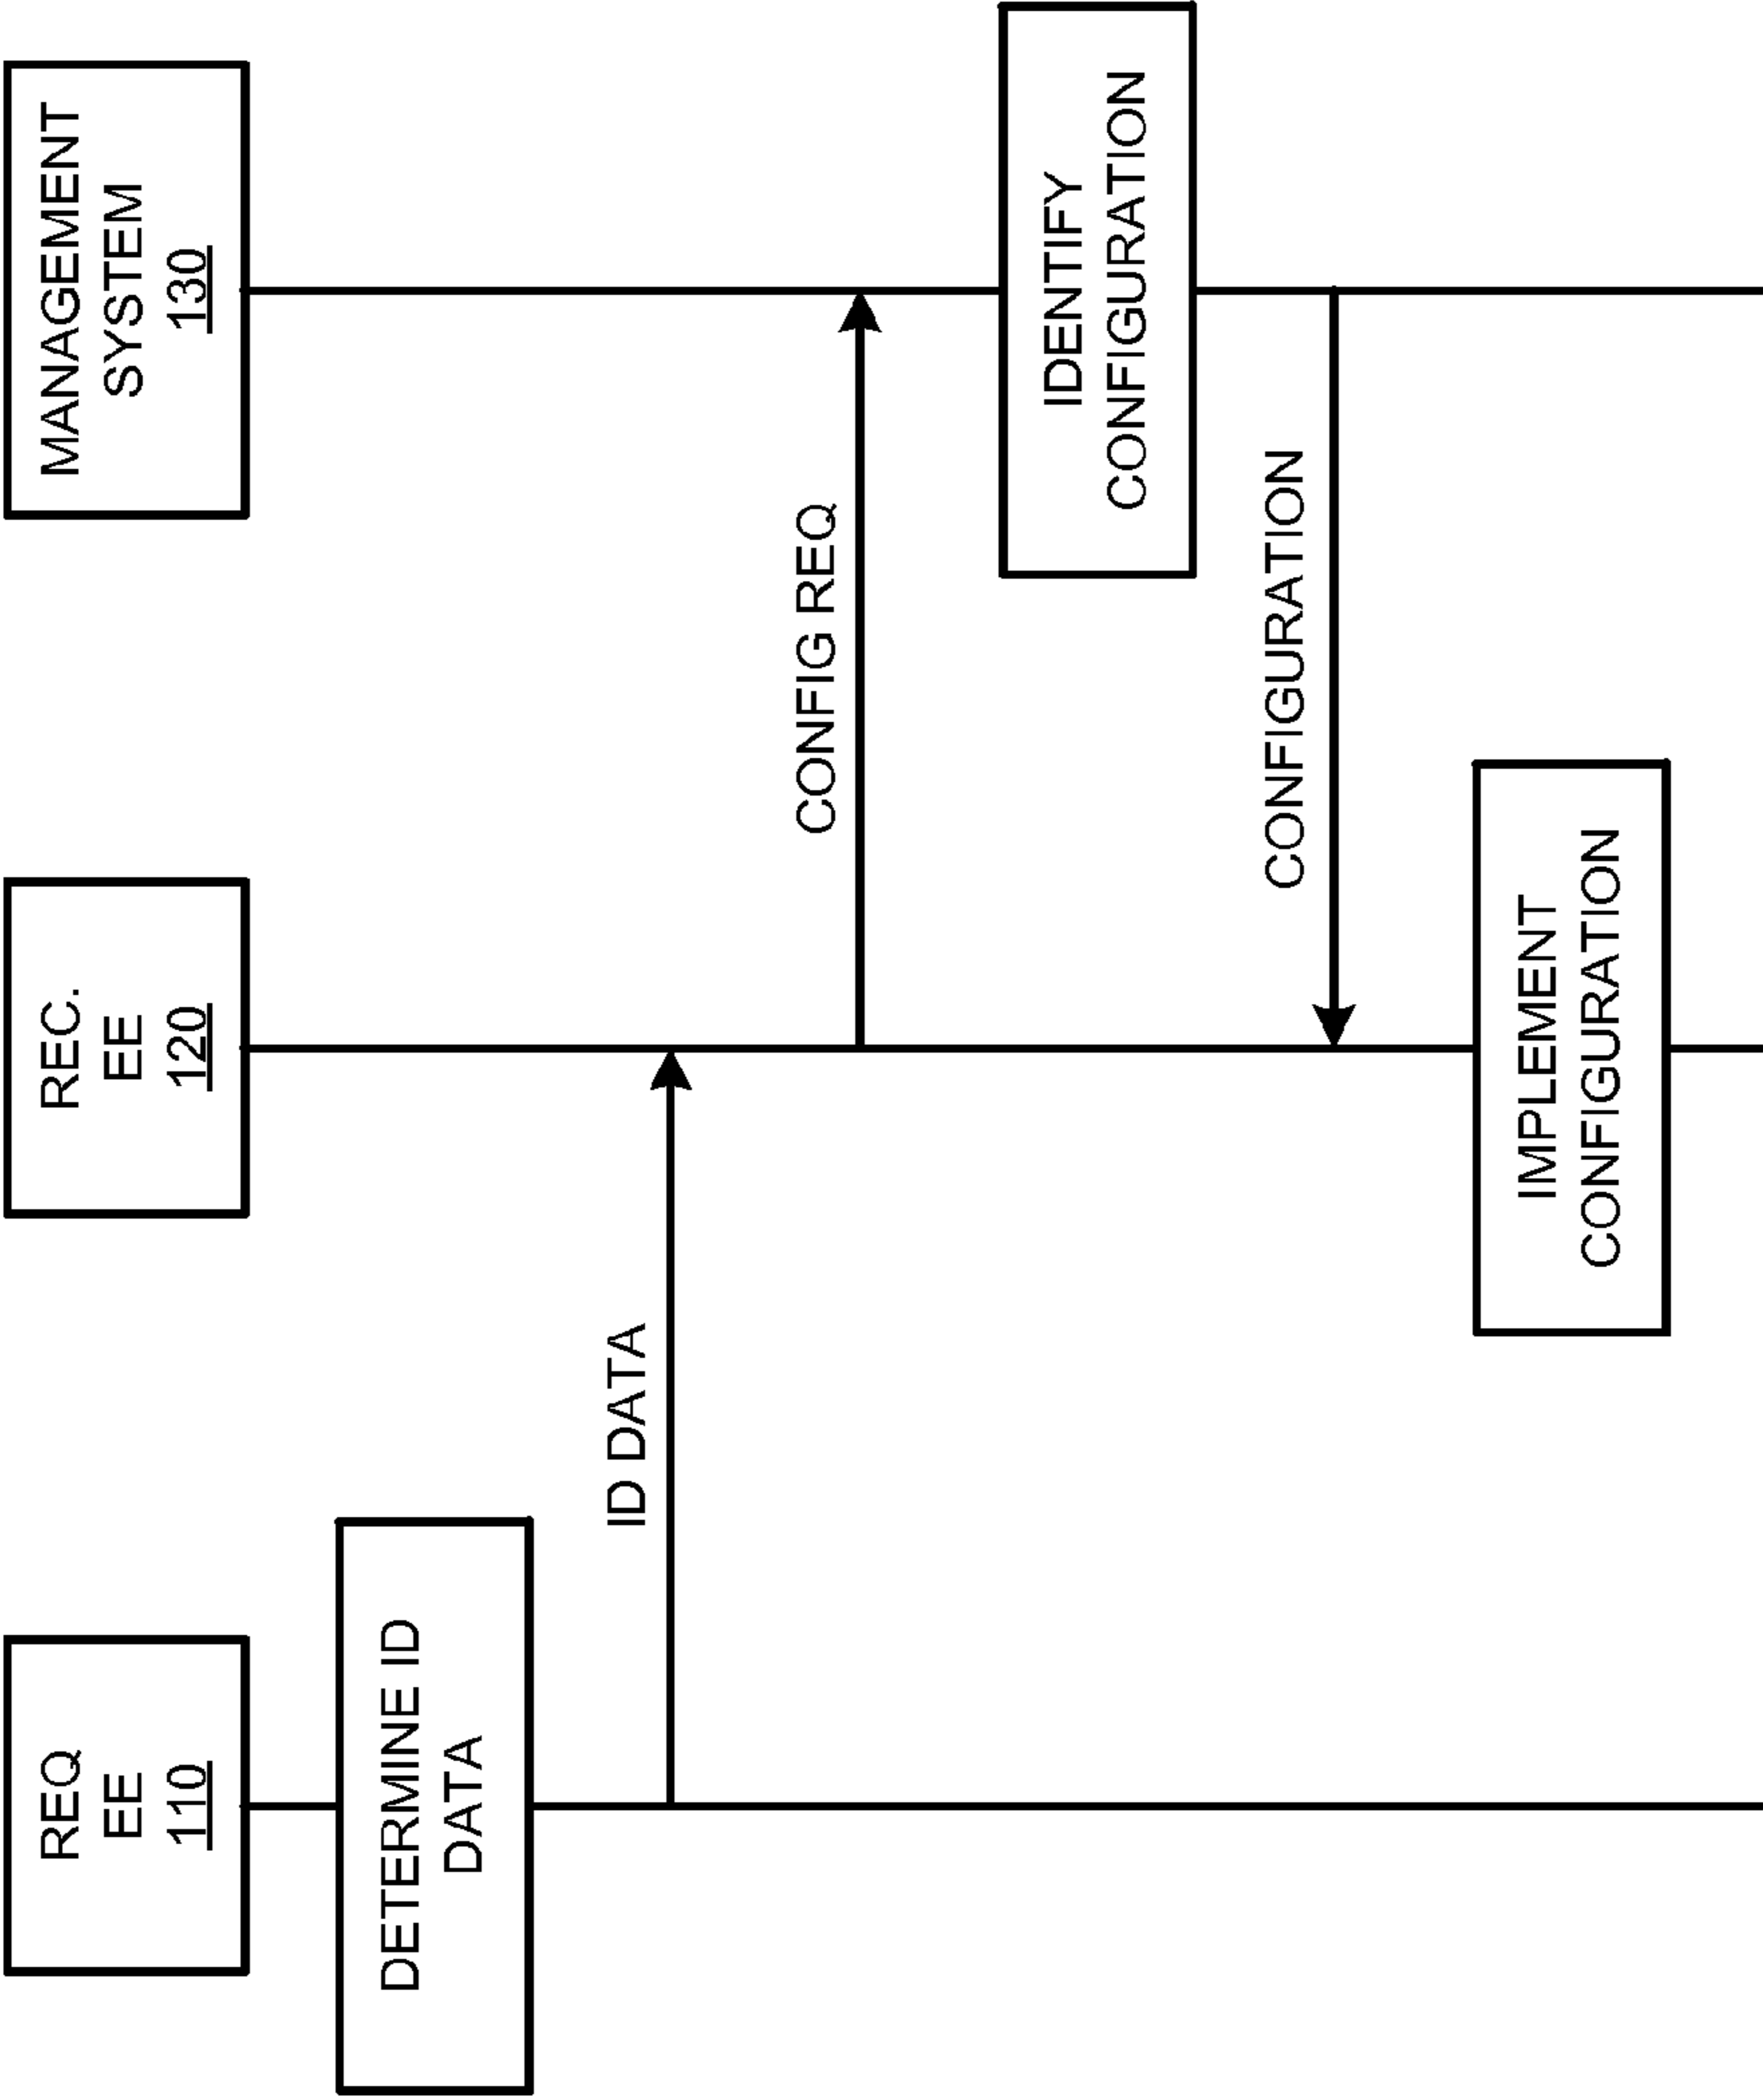 REQ
EE
110
REC.
EE
120
MANAGEMENT
SYSTEM
130
DETERMINE ID
DATA
ID DATA
CONFIG REQ
IDENTIFY
CONFIGURATION
CONFIGURATION
IMPLEMENT
CONFIGURATION